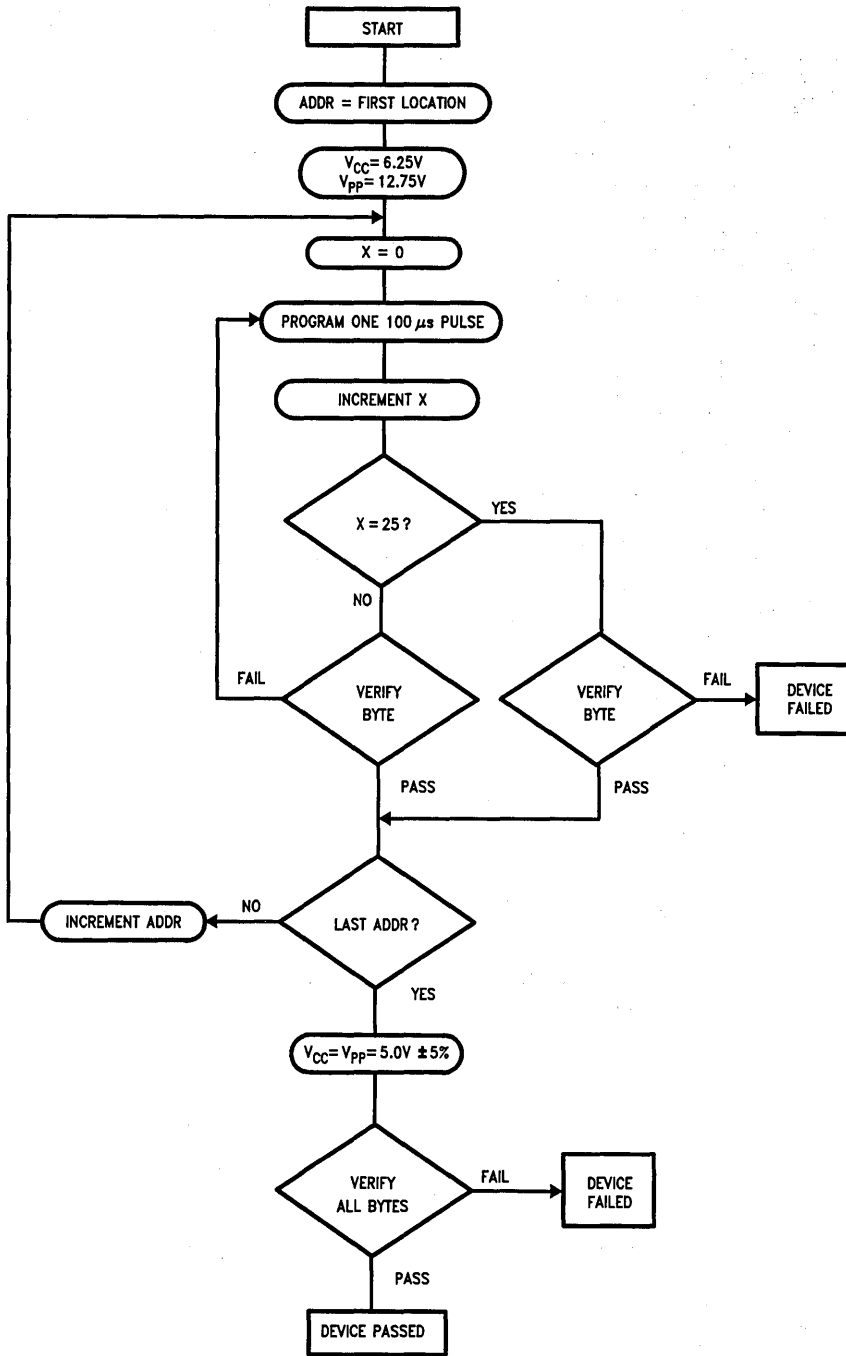 START
ADDR = FIRST LOCATION
VCC = 6.25V
VPP = 12.75V
X = 0
PROGRAM ONE 100 μs PULSE
INCREMENT X
X = 25?
YES
NO
FAIL
VERIFY
BYTE
VERIFY
BYTE
FAIL
DEVICE
FAILED
PASS
PASS
INCREMENT ADDR
NO
LAST ADDR?
YES
VCC = VPP = 5.0V ±5%
VERIFY
ALL BYTES
FAIL
DEVICE
FAILED
PASS
DEVICE PASSED